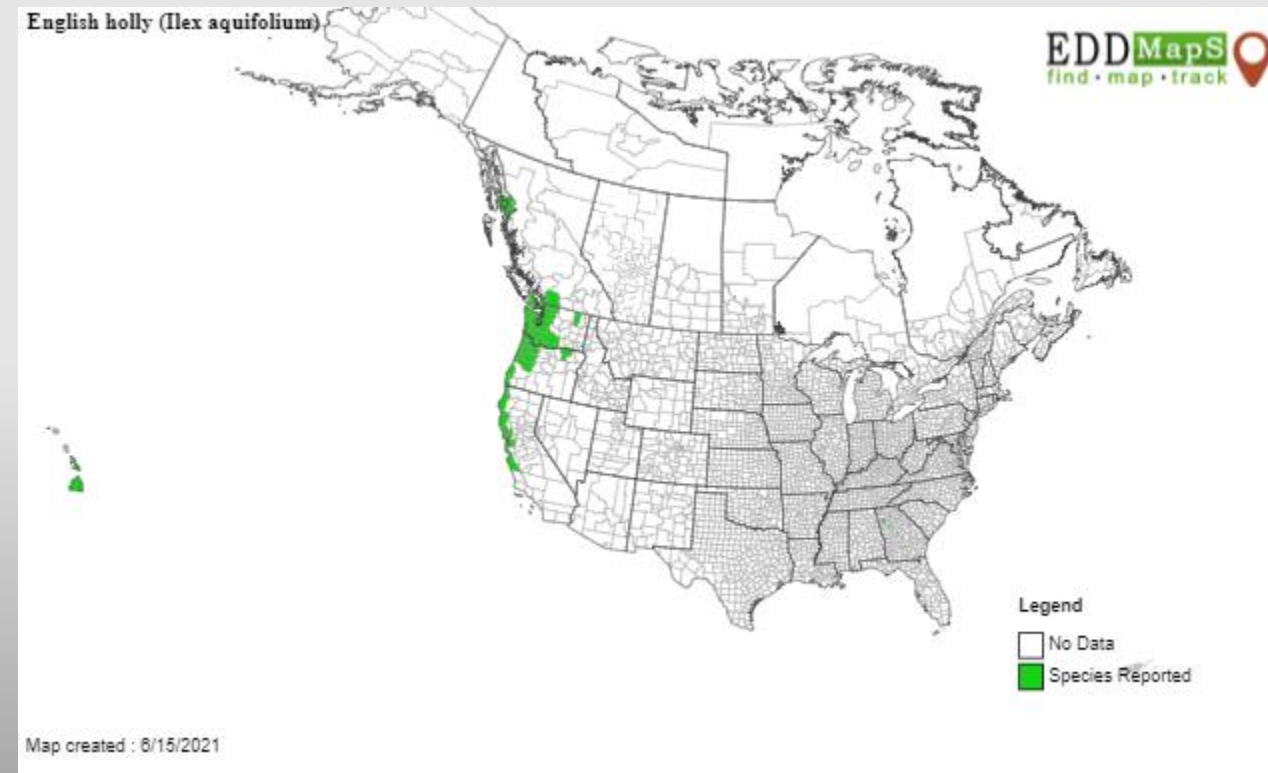 English holly (Ilex aquifolium)
EDDMapS
find • map • track
Legend
No Data
Species Reported
Map created : 6/15/2021